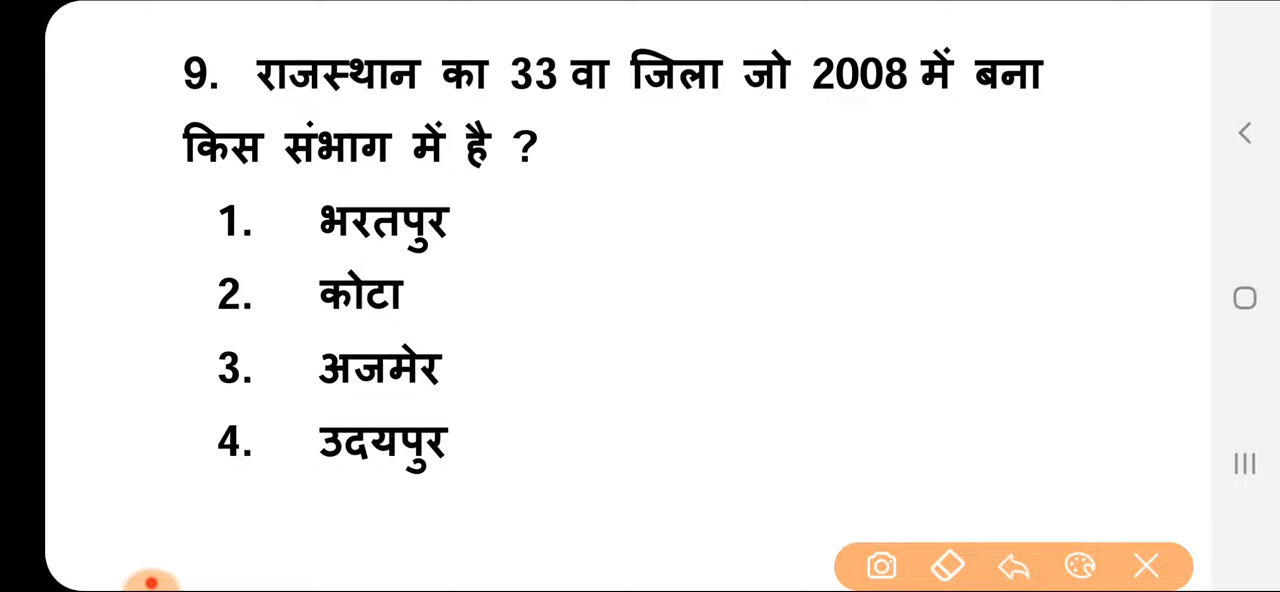 9. राजस्थान का 33 वा जिला जो 2008 में बना
किस संभाग में है ?
1. भरतपुर
2. कोटा
3. अजमेर
4. उदयपुर